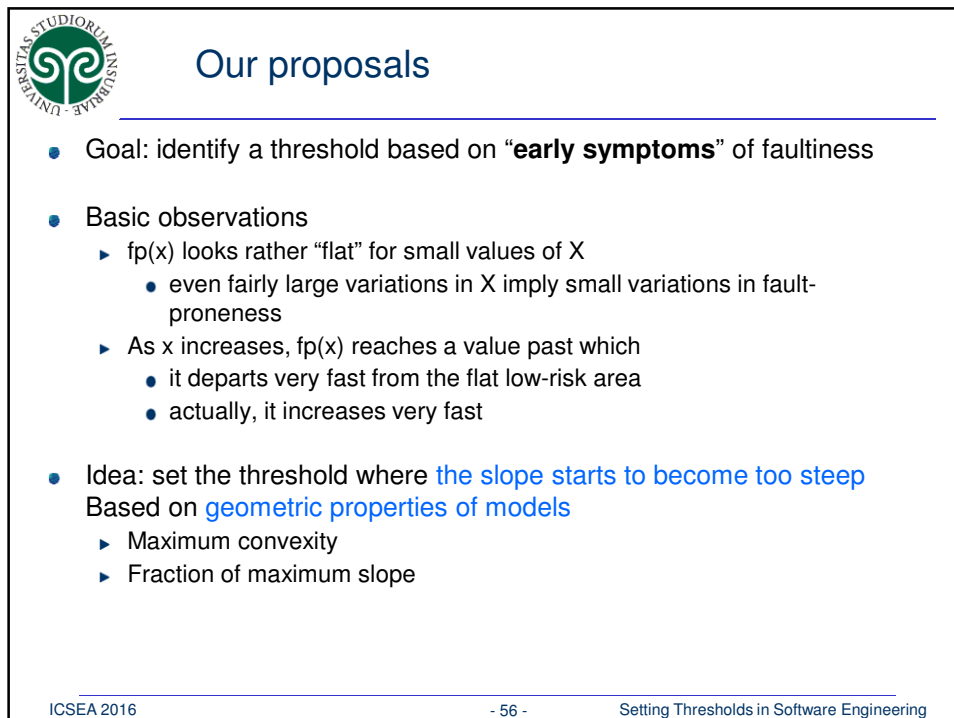 UNIVERSITAS STUDIORUM INSUBRIAE
Our proposals
Goal: identify a threshold based on “early symptoms” of faultiness
Basic observations
fp(x) looks rather “flat” for small values of X
even fairly large variations in X imply small variations in fault-
proneness
As x increases, fp(x) reaches a value past which
it departs very fast from the flat low-risk area
actually, it increases very fast
Idea: set the threshold where the slope starts to become too steep
Based on geometric properties of models
Maximum convexity
Fraction of maximum slope
ICSEA 2016
- 56 -
Setting Thresholds in Software Engineering